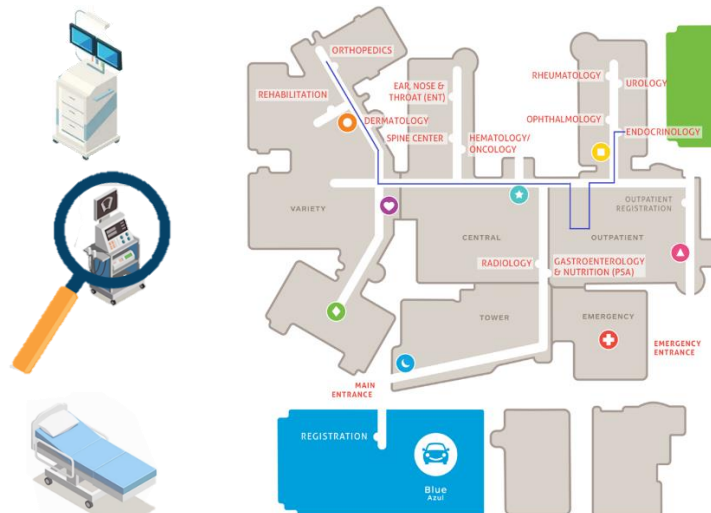 ORTHOPEDICS
REHABILITATION
DERMATOLOGY
EAR, NOSE &
THROAT (ENT)
SPINE CENTER
HEMATOLOGY/
ONCOLOGY
RHEUMATOLOGY
UROLOGY
OPHTHALMOLOGY
ENDOCRINOLOGY
VARIETY
CENTRAL
OUTPATIENT
REGISTRATION
OUTPATIENT
RADIOLOGY
GASTROENTEROLOGY
& NUTRITION (PSA)
TOWER
EMERGENCY
EMERGENCY
ENTRANCE
MAIN
ENTRANCE
REGISTRATION
Blue
Azul